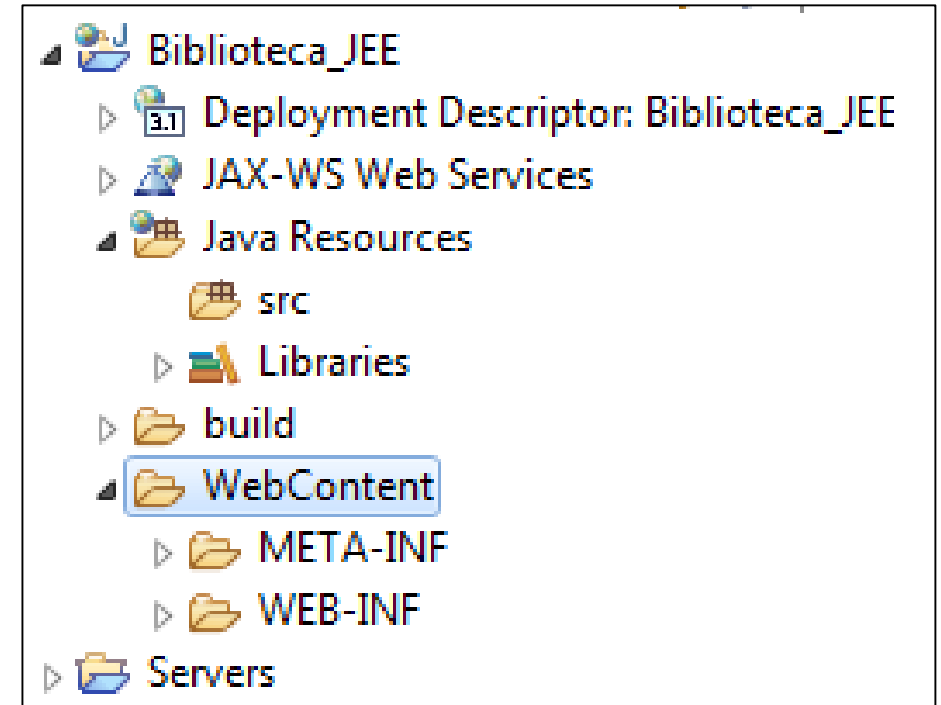 Biblioteca_JEE
3.1 Deployment Descriptor: Biblioteca_JEE
JAX-WS Web Services
Java Resources
src
Libraries
build
WebContent
META-INF
WEB-INF
Servers